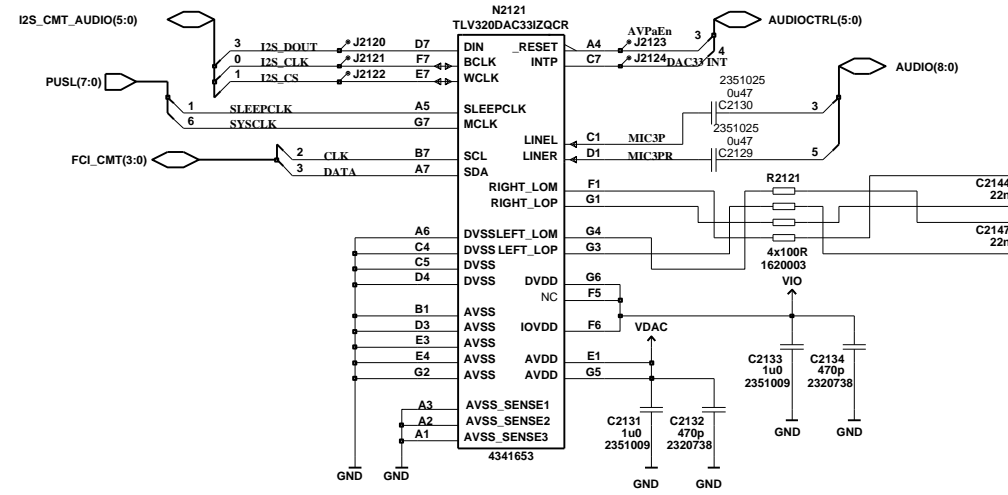 N2121
TLV320DAC33IZQCR
I2S_CMT_AUDIO(5:0)
3 I2S_DOUT J2120 D7 DIN
0 I2S_CLK J2121 F7 BCLK
1 I2S_CS J2122 E7 WCLK
PUSL(7:0)
1 SLEEPCLK A5 SLEEPCLK
6 SYSCLK G7 MCLK
FCI_CMT(3:0)
2 CLK B7 SCL
3 DATA A7 SDA
A6 DVSS
C4 DVSS
C5 DVSS
D4 DVSS
B1 AVSS
D3 AVSS
E3 AVSS
E4 AVSS
G2 AVSS
A3 AVSS_SENSE1
A2 AVSS_SENSE2
A1 AVSS_SENSE3
GND
GND
4341653
_RESET A4 AVPaEn J2123 3
INTP C7 J2124 DAC33 INT 4
AUDIOCTRL(5:0)
AUDIO(8:0)
2351025
0u47
C2130
LINEL C1 MIC3P 3
2351025
0u47
C2129
LINER D1 MIC3PR 5
RIGHT_LOM F1
RIGHT_LOP G1
LEFT_LOM G4
LEFT_LOP G3
R2121
4x100R
1620003
C2144
22n
C2147
22n
DVDD G6
NC F5
IOVDD F6
VIO
AVDD E1
AVDD G5
VDAC
C2133
1u0
2351009
C2134
470p
2320738
GND
GND
C2131
1u0
2351009
C2132
470p
2320738
GND
GND